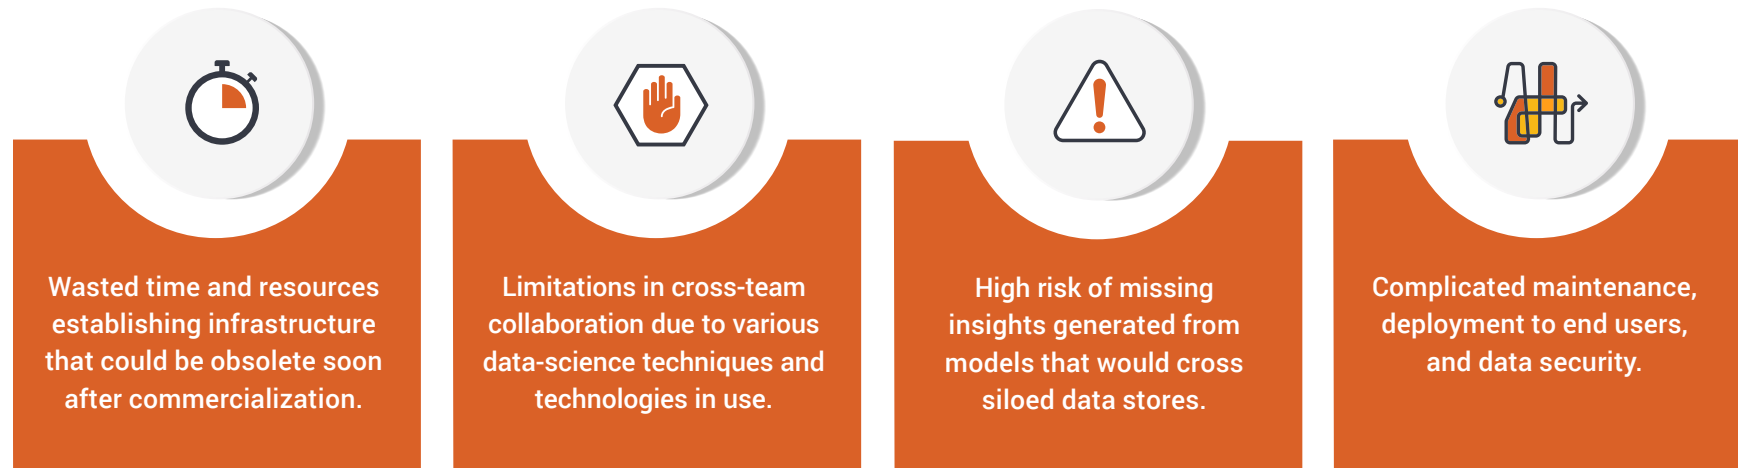 Wasted time and resources
establishing infrastructure
that could be obsolete soon
after commercialization.
Limitations in cross-team
collaboration due to various
data-science techniques and
technologies in use.
High risk of missing
insights generated from
models that would cross
siloed data stores.
Complicated maintenance,
deployment to end users,
and data security.